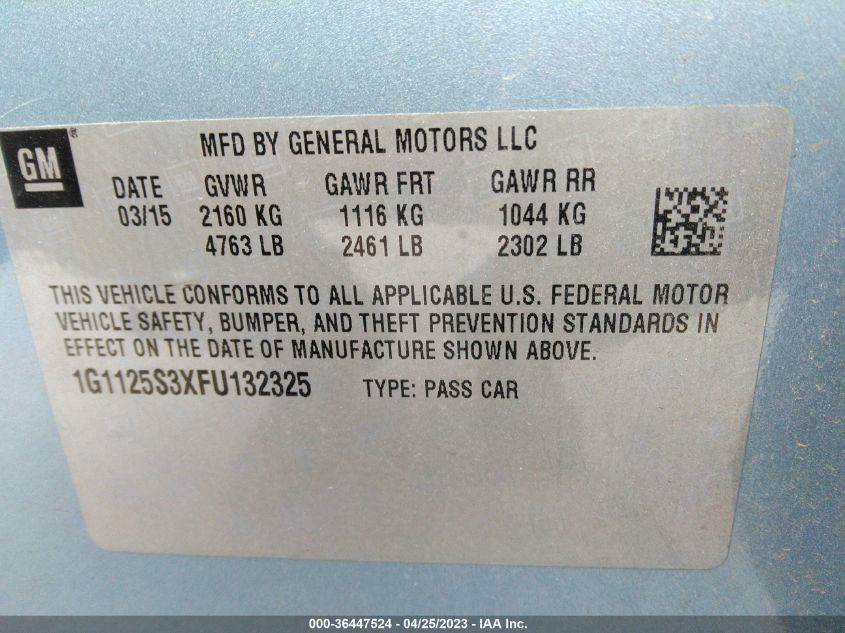 GM ®
MFD BY GENERAL MOTORS LLC
DATE GVWR GAWR FRT GAWR RR
03/15 2160 KG 1116 KG 1044 KG
4763 LB 2461 LB 2302 LB
THIS VEHICLE CONFORMS TO ALL APPLICABLE U.S. FEDERAL MOTOR
VEHICLE SAFETY, BUMPER, AND THEFT PREVENTION STANDARDS IN
EFFECT ON THE DATE OF MANUFACTURE SHOWN ABOVE.
1G1125S3XFU132325 TYPE: PASS CAR
000-36447524 - 04/25/2023 - IAA Inc.